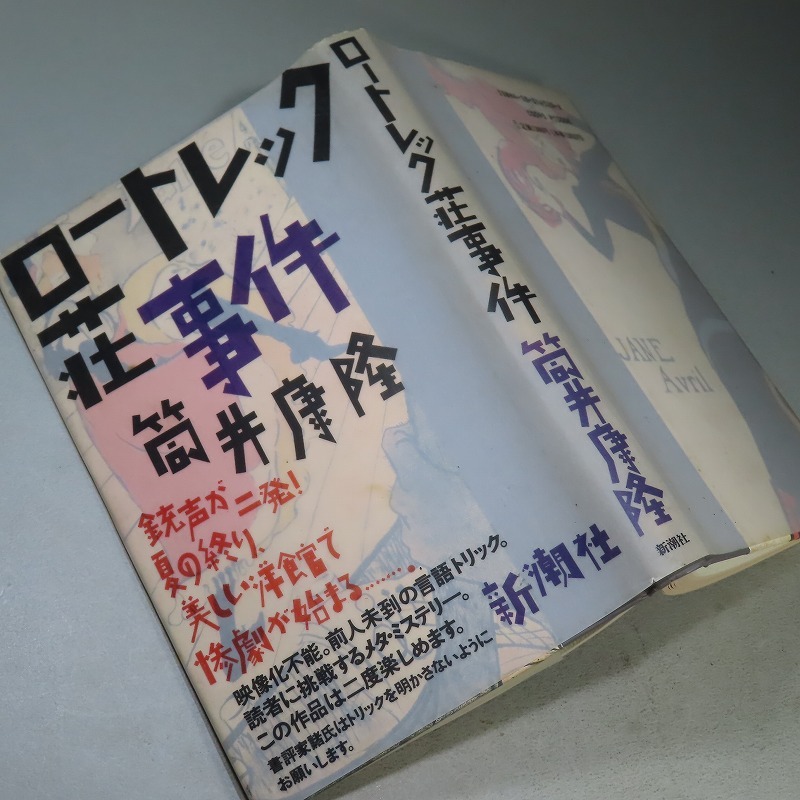 ロートレック
荘事件
筒井康隆
銃声が二発!
夏の終り、
美しい洋館で
惨劇が始まる……。
映像化不能。前人未到の言語トリック。
読者に挑戦するメタ・ミステリー。
この作品は二度楽しめます。
書評家諸氏はトリックを明かさないように
お願いします。
新潮社
ロートレック荘事件
筒井康隆
新潮社
JANE
Avril